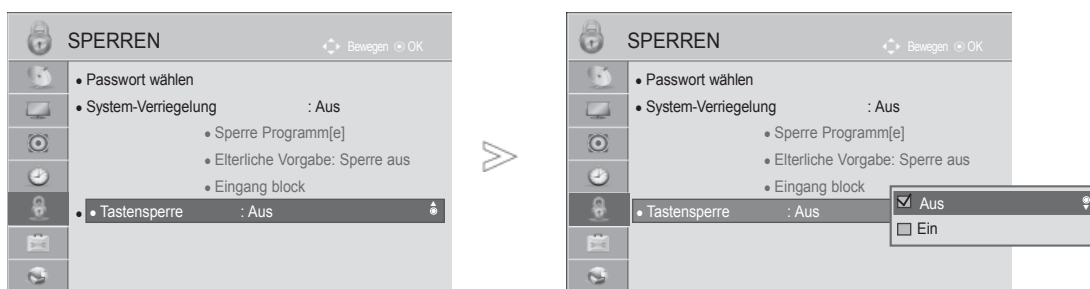 SPERREN
Bewegen OK
• Passwort wählen
• System-Verriegelung : Aus
• Sperre Programm[e]
• Elterliche Vorgabe: Sperre aus
• Eingang block
• • Tastensperre : Aus
SPERREN
Bewegen OK
• Passwort wählen
• System-Verriegelung : Aus
• Sperre Programm[e]
• Elterliche Vorgabe: Sperre aus
• Eingang block
• Tastensperre : Aus
Aus
Ein